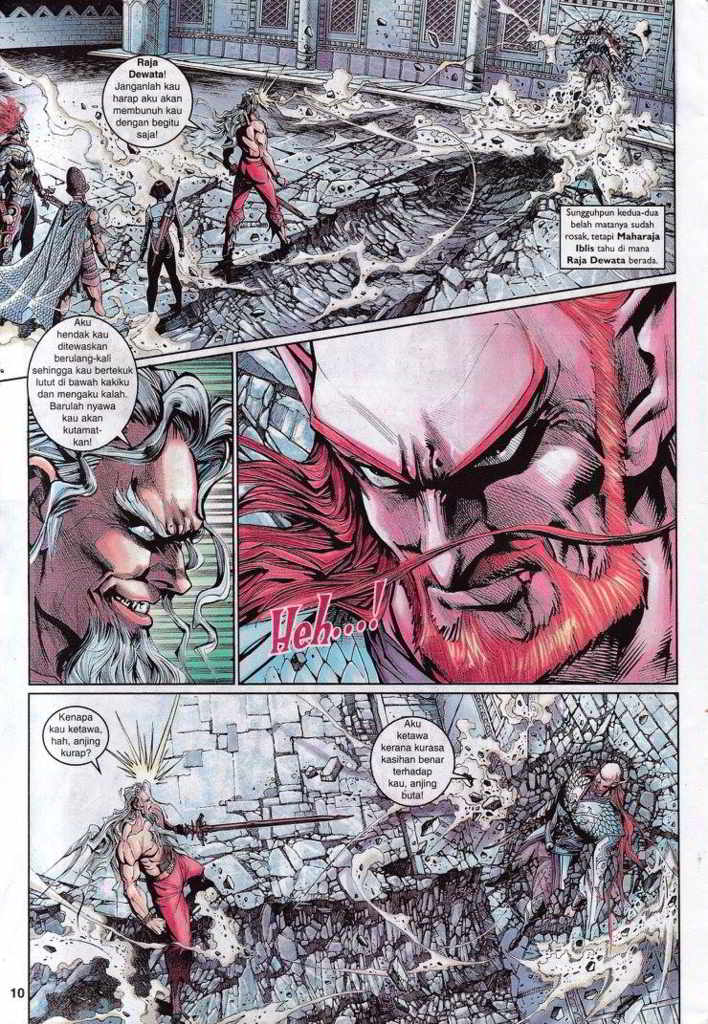 Raja
Dewata!
Janganlah kau
harap aku akan
membunuh kau
dengan begitu
saja!
Sungguhpun kedua-dua
belah matanya sudah
rosak, tetapi Maharaja
Iblis tahu di mana
Raja Dewata berada.
Aku
hendak kau
ditewaskan
berulang-kali
sehingga kau bertekuk
lutut di bawah kakiku
dan mengaku kalah.
Barulah nyawa
kau akan
kutamat-
kan!
Heh....!
Kenapa
kau ketawa,
hah, anjing
kurap?
Aku
ketawa
kerana kurasa
kasihan benar
terhadap
kau, anjing
buta!
10